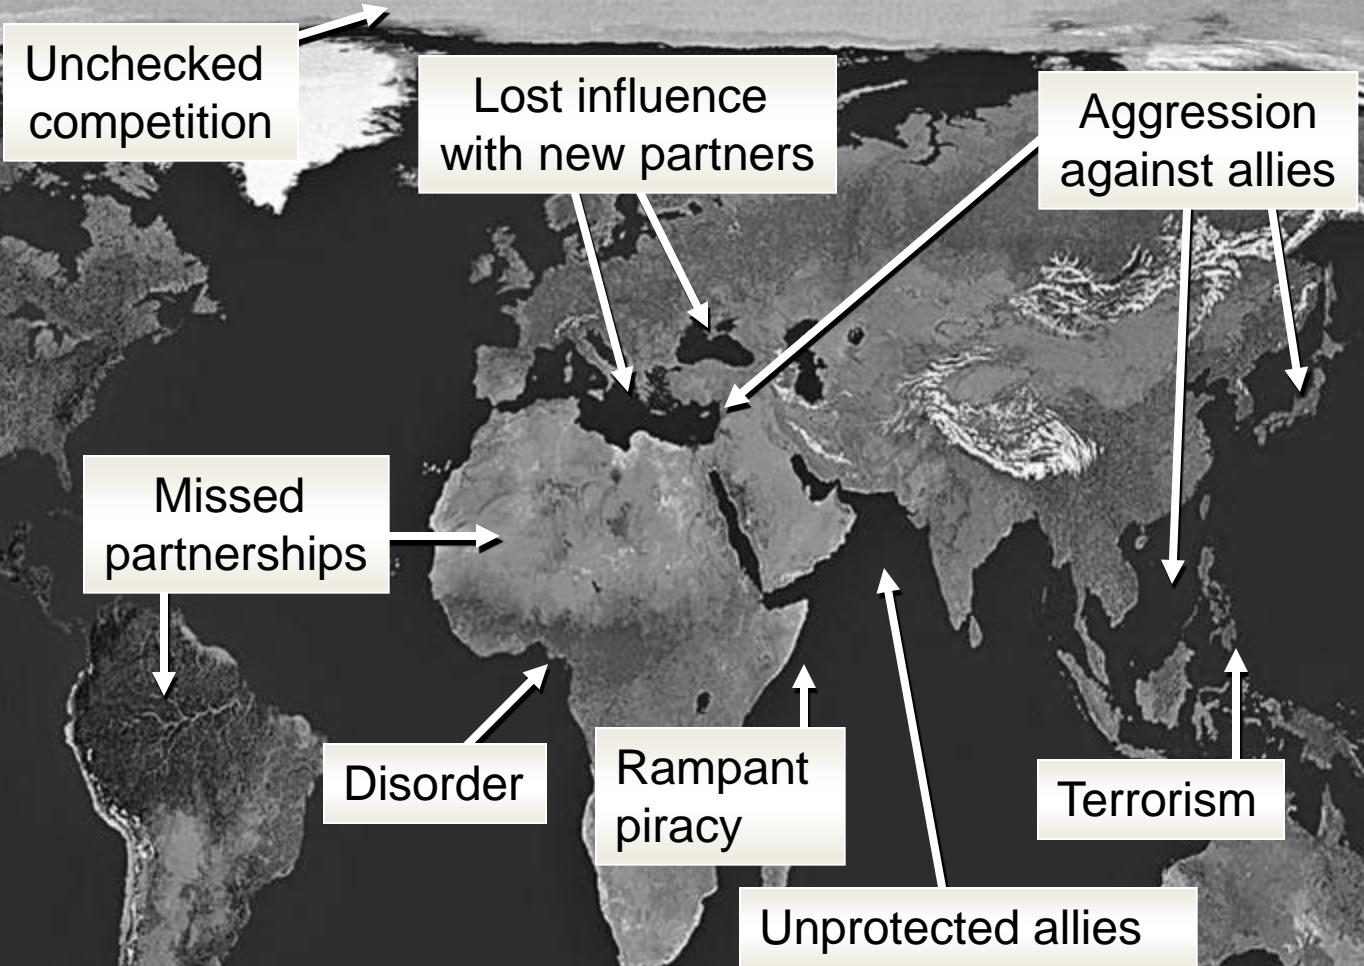 Unchecked
competition
Lost influence
with new partners
Aggression
against allies
Missed
partnerships
Disorder
Rampant
piracy
Terrorism
Unprotected allies